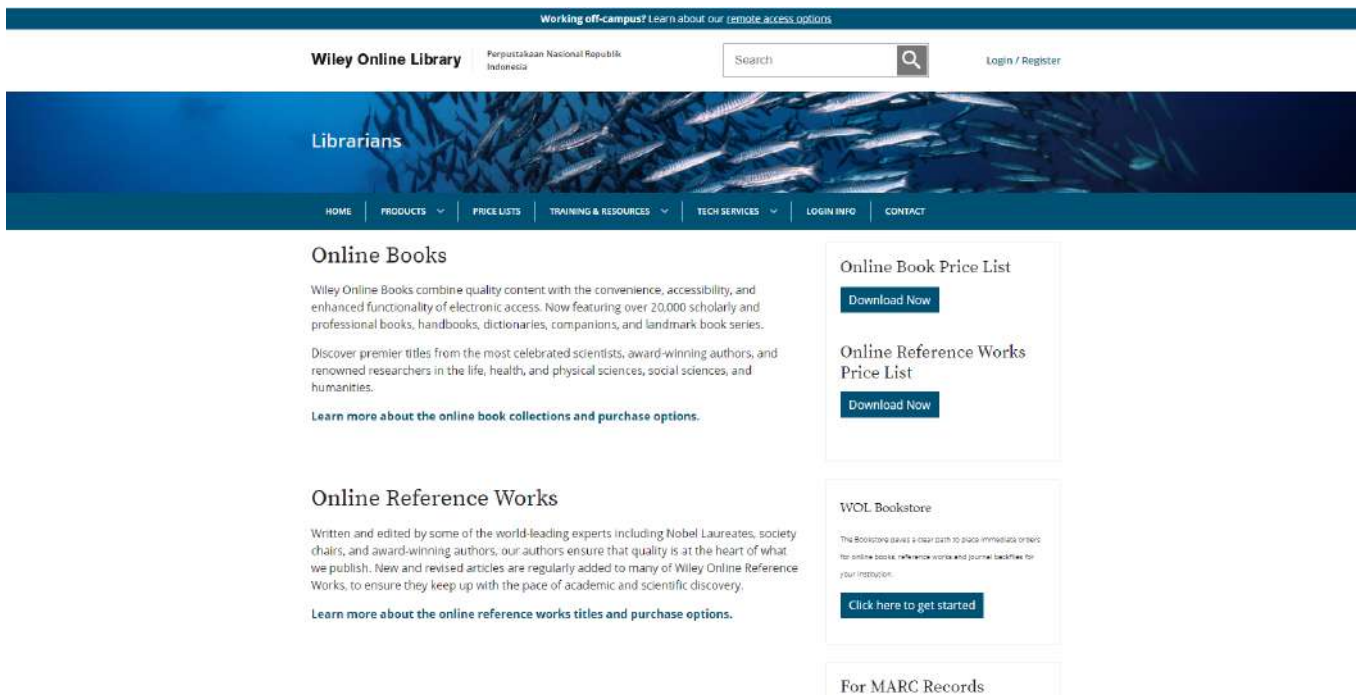 Working off-campus? Learn about our remote access options
Wiley Online Library
Perpustakaan Nasional Republik
Indonesia
Search
Login / Register
Librarians
HOME
PRODUCTS
PRICE LISTS
TRAINING & RESOURCES
TECH SERVICES
LOGIN INFO
CONTACT
Online Books
Wiley Online Books combine quality content with the convenience, accessibility, and
enhanced functionality of electronic access. Now featuring over 20,000 scholarly and
professional books, handbooks, dictionaries, companions, and landmark book series.
Discover premier titles from the most celebrated scientists, award-winning authors, and
renowned researchers in the life, health, and physical sciences, social sciences, and
humanities.
Learn more about the online book collections and purchase options.
Online Reference Works
Written and edited by some of the world-leading experts including Nobel Laureates, society
chairs, and award-winning authors, our authors ensure that quality is at the heart of what
we publish. New and revised articles are regularly added to many of Wiley Online Reference
Works, to ensure they keep up with the pace of academic and scientific discovery.
Learn more about the online reference works titles and purchase options.
Online Book Price List
Download Now
Online Reference Works
Price List
Download Now
WOL Bookstore
The Bookstore paves a clear path to place immediate orders
for online books, reference works and journal backfiles for
your institution.
Click here to get started
For MARC Records